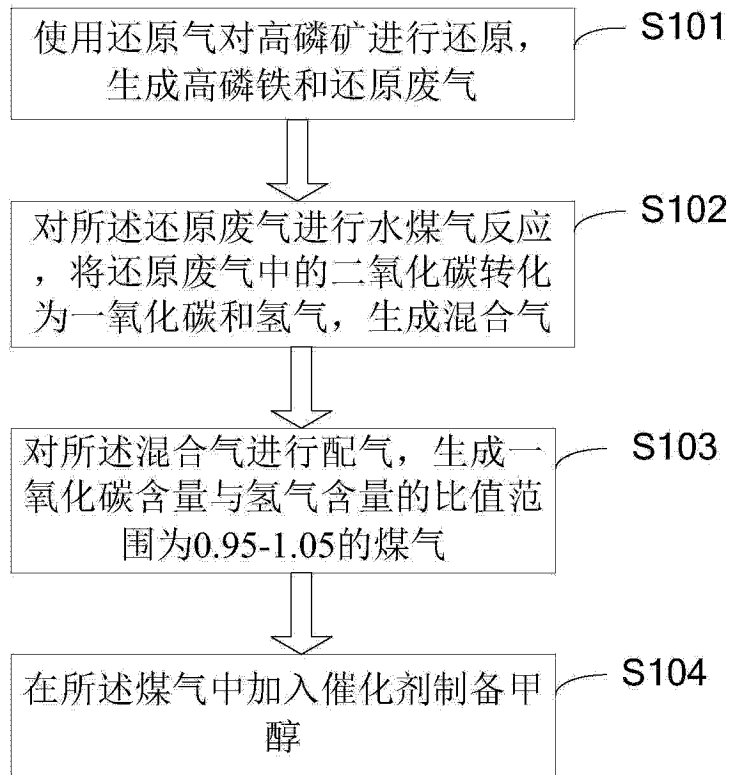 使用还原气对高磷矿进行还原，
生成高磷铁和还原废气
S101
对所述还原废气进行水煤气反应
，将还原废气中的二氧化碳转化
为一氧化碳和氢气，生成混合气
S102
对所述混合气进行配气，生成一
氧化碳含量与氢气含量的比值范
围为0.95-1.05的煤气
S103
在所述煤气中加入催化剂制备甲
醇
S104